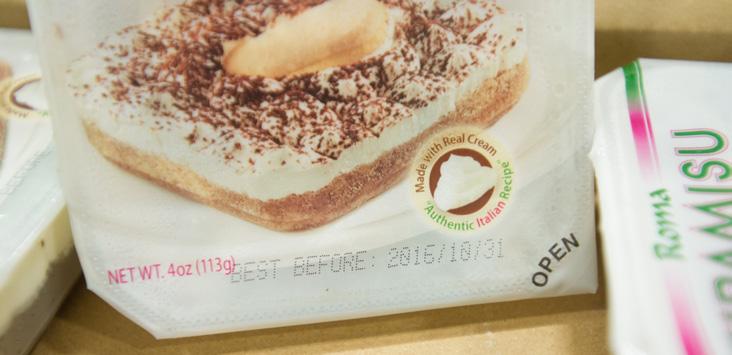 Made with Real Cream
"Authentic Italian Recipe"
NET WT. 4oz (113g)
BEST BEFORE: 2016/10/31
OPEN
Roma
TIRAMISU